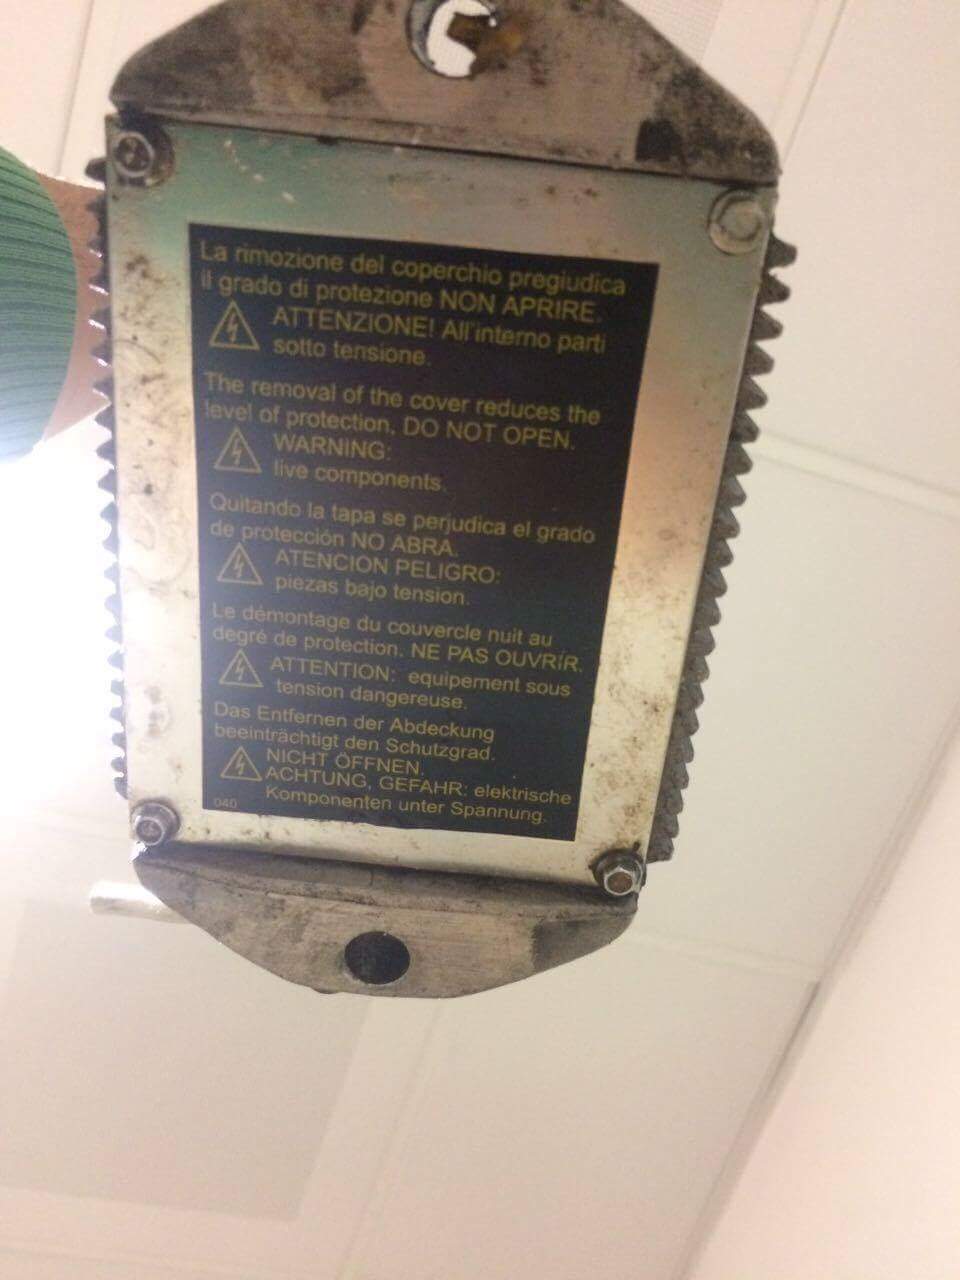 La rimozione del coperchio pregiudica
il grado di protezione NON APRIRE.
ATTENZIONE! All'interno parti
sotto tensione.
The removal of the cover reduces the
level of protection, DO NOT OPEN.
WARNING:
live components.
Quitando la tapa se perjudica el grado
de protección NO ABRA.
ATENCION PELIGRO:
piezas bajo tension.
Le démontage du couvercle nuit au
degré de protection. NE PAS OUVRIR.
ATTENTION: equipement sous
tension dangereuse.
Das Entfernen der Abdeckung
beeinträchtigt den Schutzgrad.
NICHT ÖFFNEN.
ACHTUNG, GEFAHR: elektrische
Komponenten unter Spannung.
040